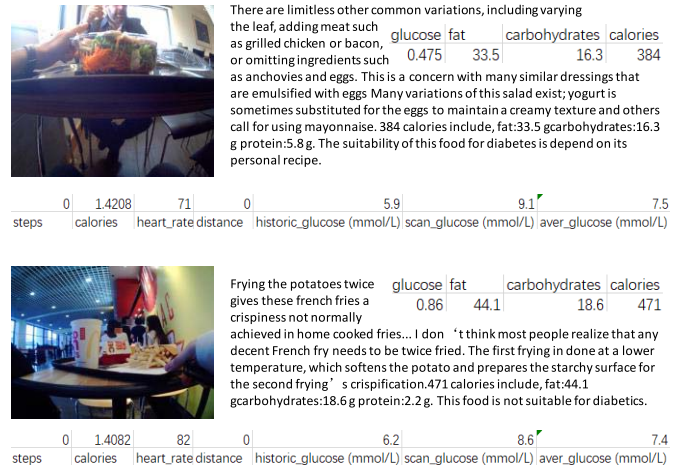 There are limitless other common variations, including varying
the leaf, adding meat such
as grilled chicken or bacon,
or omitting ingredients such
glucose fat carbohydrates calories
0.475 33.5 16.3 384
as anchovies and eggs. This is a concern with many similar dressings that
are emulsified with eggs Many variations of this salad exist; yogurt is
sometimes substituted for the eggs to maintain a creamy texture and others
call for using mayonnaise. 384 calories include, fat:33.5 gcarbohydrates:16.3
g protein:5.8 g. The suitability of this food for diabetes is depend on its
personal recipe.
0 1.4208 71 0 5.9 9.1 7.5
steps calories heart_rate distance historic_glucose (mmol/L) scan_glucose (mmol/L) aver_glucose (mmol/L)
Frying the potatoes twice
gives these french fries a
crispiness not normally
glucose fat carbohydrates calories
0.86 44.1 18.6 471
achieved in home cooked fries... I don‘t think most people realize that any
decent French fry needs to be twice fried. The first frying in done at a lower
temperature, which softens the potato and prepares the starchy surface for
the second frying’s crispification.471 calories include, fat:44.1
gcarbohydrates:18.6 g protein:2.2 g. This food is not suitable for diabetics.
0 1.4082 82 0 6.2 8.6 7.4
steps calories heart_rate distance historic_glucose (mmol/L) scan_glucose (mmol/L) aver_glucose (mmol/L)